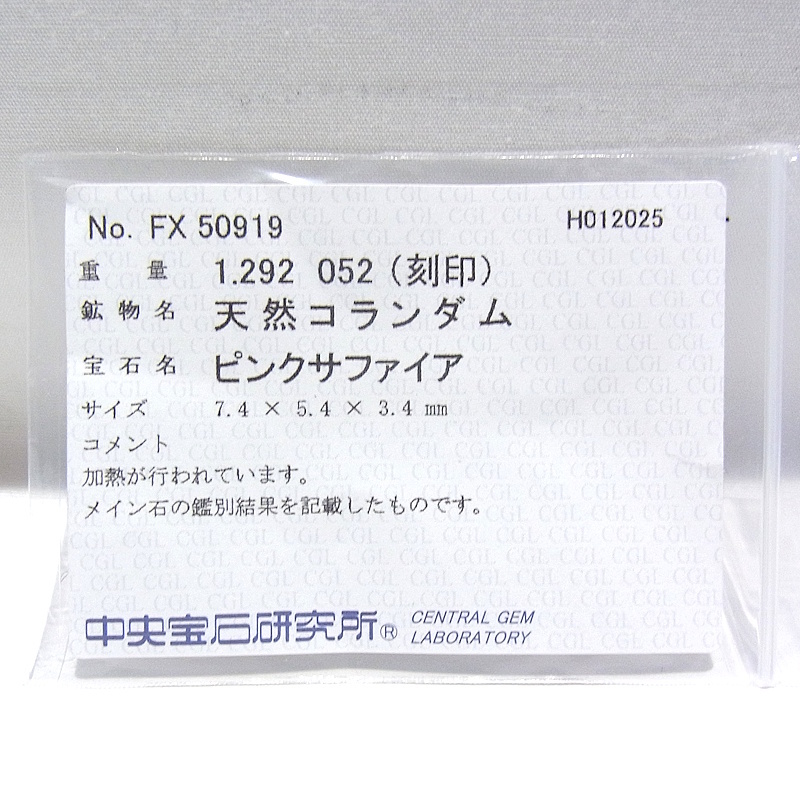 No. FX 50919 H012025
重量 1.292 052 (刻印)
鉱物名 天然コランダム
宝石名 ピンクサファイア
サイズ 7.4 × 5.4 × 3.4 ㎜
コメント
加熱が行われています。
メイン石の鑑別結果を記載したものです。
中央宝石研究所® CENTRAL GEM
LABORATORY